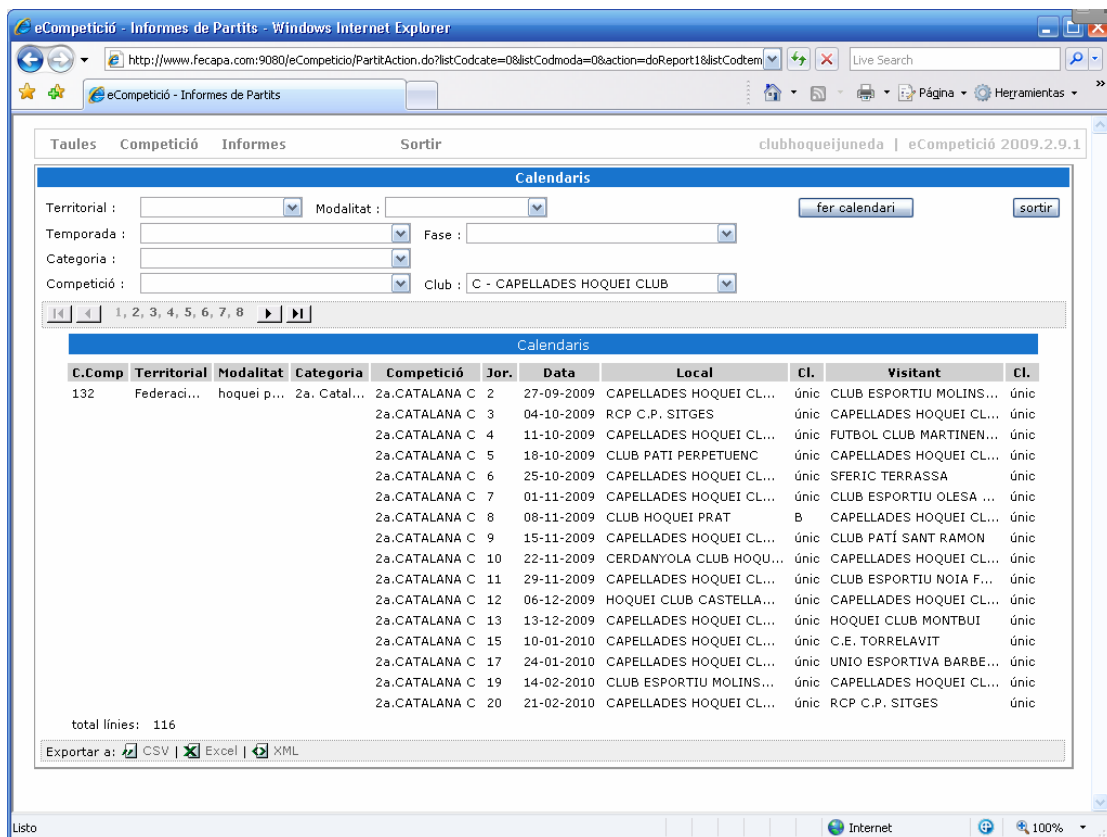 eCompetició - Informes de Partits - Windows Internet Explorer
http://www.fecapa.com:9080/eCompeticio/PartitAction.do?listCodcate=0&listCodmoda=0&action=doReport1&listCodtem
Live Search
eCompetició - Informes de Partits
Página
Herramientas
»
Taules Competició Informes Sortir clubhoqueijuneda | eCompetició 2009.2.9.1
Calendaris
Territorial : Modalitat : fer calendari sortir
Temporada : Fase :
Categoria :
Competició : Club : C - CAPELLADES HOQUEI CLUB
1, 2, 3, 4, 5, 6, 7, 8
Calendaris
C.Comp Territorial Modalitat Categoria Competició Jor. Data Local Cl. Visitant Cl.
132 Federaci... hoquei p... 2a. Catal... 2a.CATALANA C 2 27-09-2009 CAPELLADES HOQUEI CL... únic CLUB ESPORTIU MOLINS... únic
2a.CATALANA C 3 04-10-2009 RCP C.P. SITGES únic CAPELLADES HOQUEI CL... únic
2a.CATALANA C 4 11-10-2009 CAPELLADES HOQUEI CL... únic FUTBOL CLUB MARTINEN... únic
2a.CATALANA C 5 18-10-2009 CLUB PATI PERPETUENC únic CAPELLADES HOQUEI CL... únic
2a.CATALANA C 6 25-10-2009 CAPELLADES HOQUEI CL... únic SFERIC TERRASSA únic
2a.CATALANA C 7 01-11-2009 CAPELLADES HOQUEI CL... únic CLUB ESPORTIU OLESA ... únic
2a.CATALANA C 8 08-11-2009 CLUB HOQUEI PRAT B CAPELLADES HOQUEI CL... únic
2a.CATALANA C 9 15-11-2009 CAPELLADES HOQUEI CL... únic CLUB PATÍ SANT RAMON únic
2a.CATALANA C 10 22-11-2009 CERDANYOLA CLUB HOQU... únic CAPELLADES HOQUEI CL... únic
2a.CATALANA C 11 29-11-2009 CAPELLADES HOQUEI CL... únic CLUB ESPORTIU NOIA F... únic
2a.CATALANA C 12 06-12-2009 HOQUEI CLUB CASTELLA... únic CAPELLADES HOQUEI CL... únic
2a.CATALANA C 13 13-12-2009 CAPELLADES HOQUEI CL... únic HOQUEI CLUB MONTBUI únic
2a.CATALANA C 15 10-01-2010 CAPELLADES HOQUEI CL... únic C.E. TORRELAVIT únic
2a.CATALANA C 17 24-01-2010 CAPELLADES HOQUEI CL... únic UNIO ESPORTIVA BARBE... únic
2a.CATALANA C 19 14-02-2010 CLUB ESPORTIU MOLINS... únic CAPELLADES HOQUEI CL... únic
2a.CATALANA C 20 21-02-2010 CAPELLADES HOQUEI CL... únic RCP C.P. SITGES únic
total línies: 116
Exportar a: CSV | Excel | XML
Listo Internet 100%